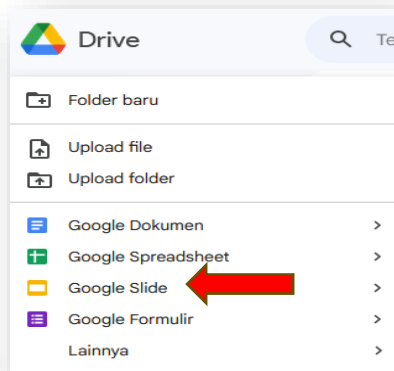 Drive
Te
Folder baru
Upload file
Upload folder
Google Dokumen
Google Spreadsheet
Google Slide
Google Formulir
Lainnya